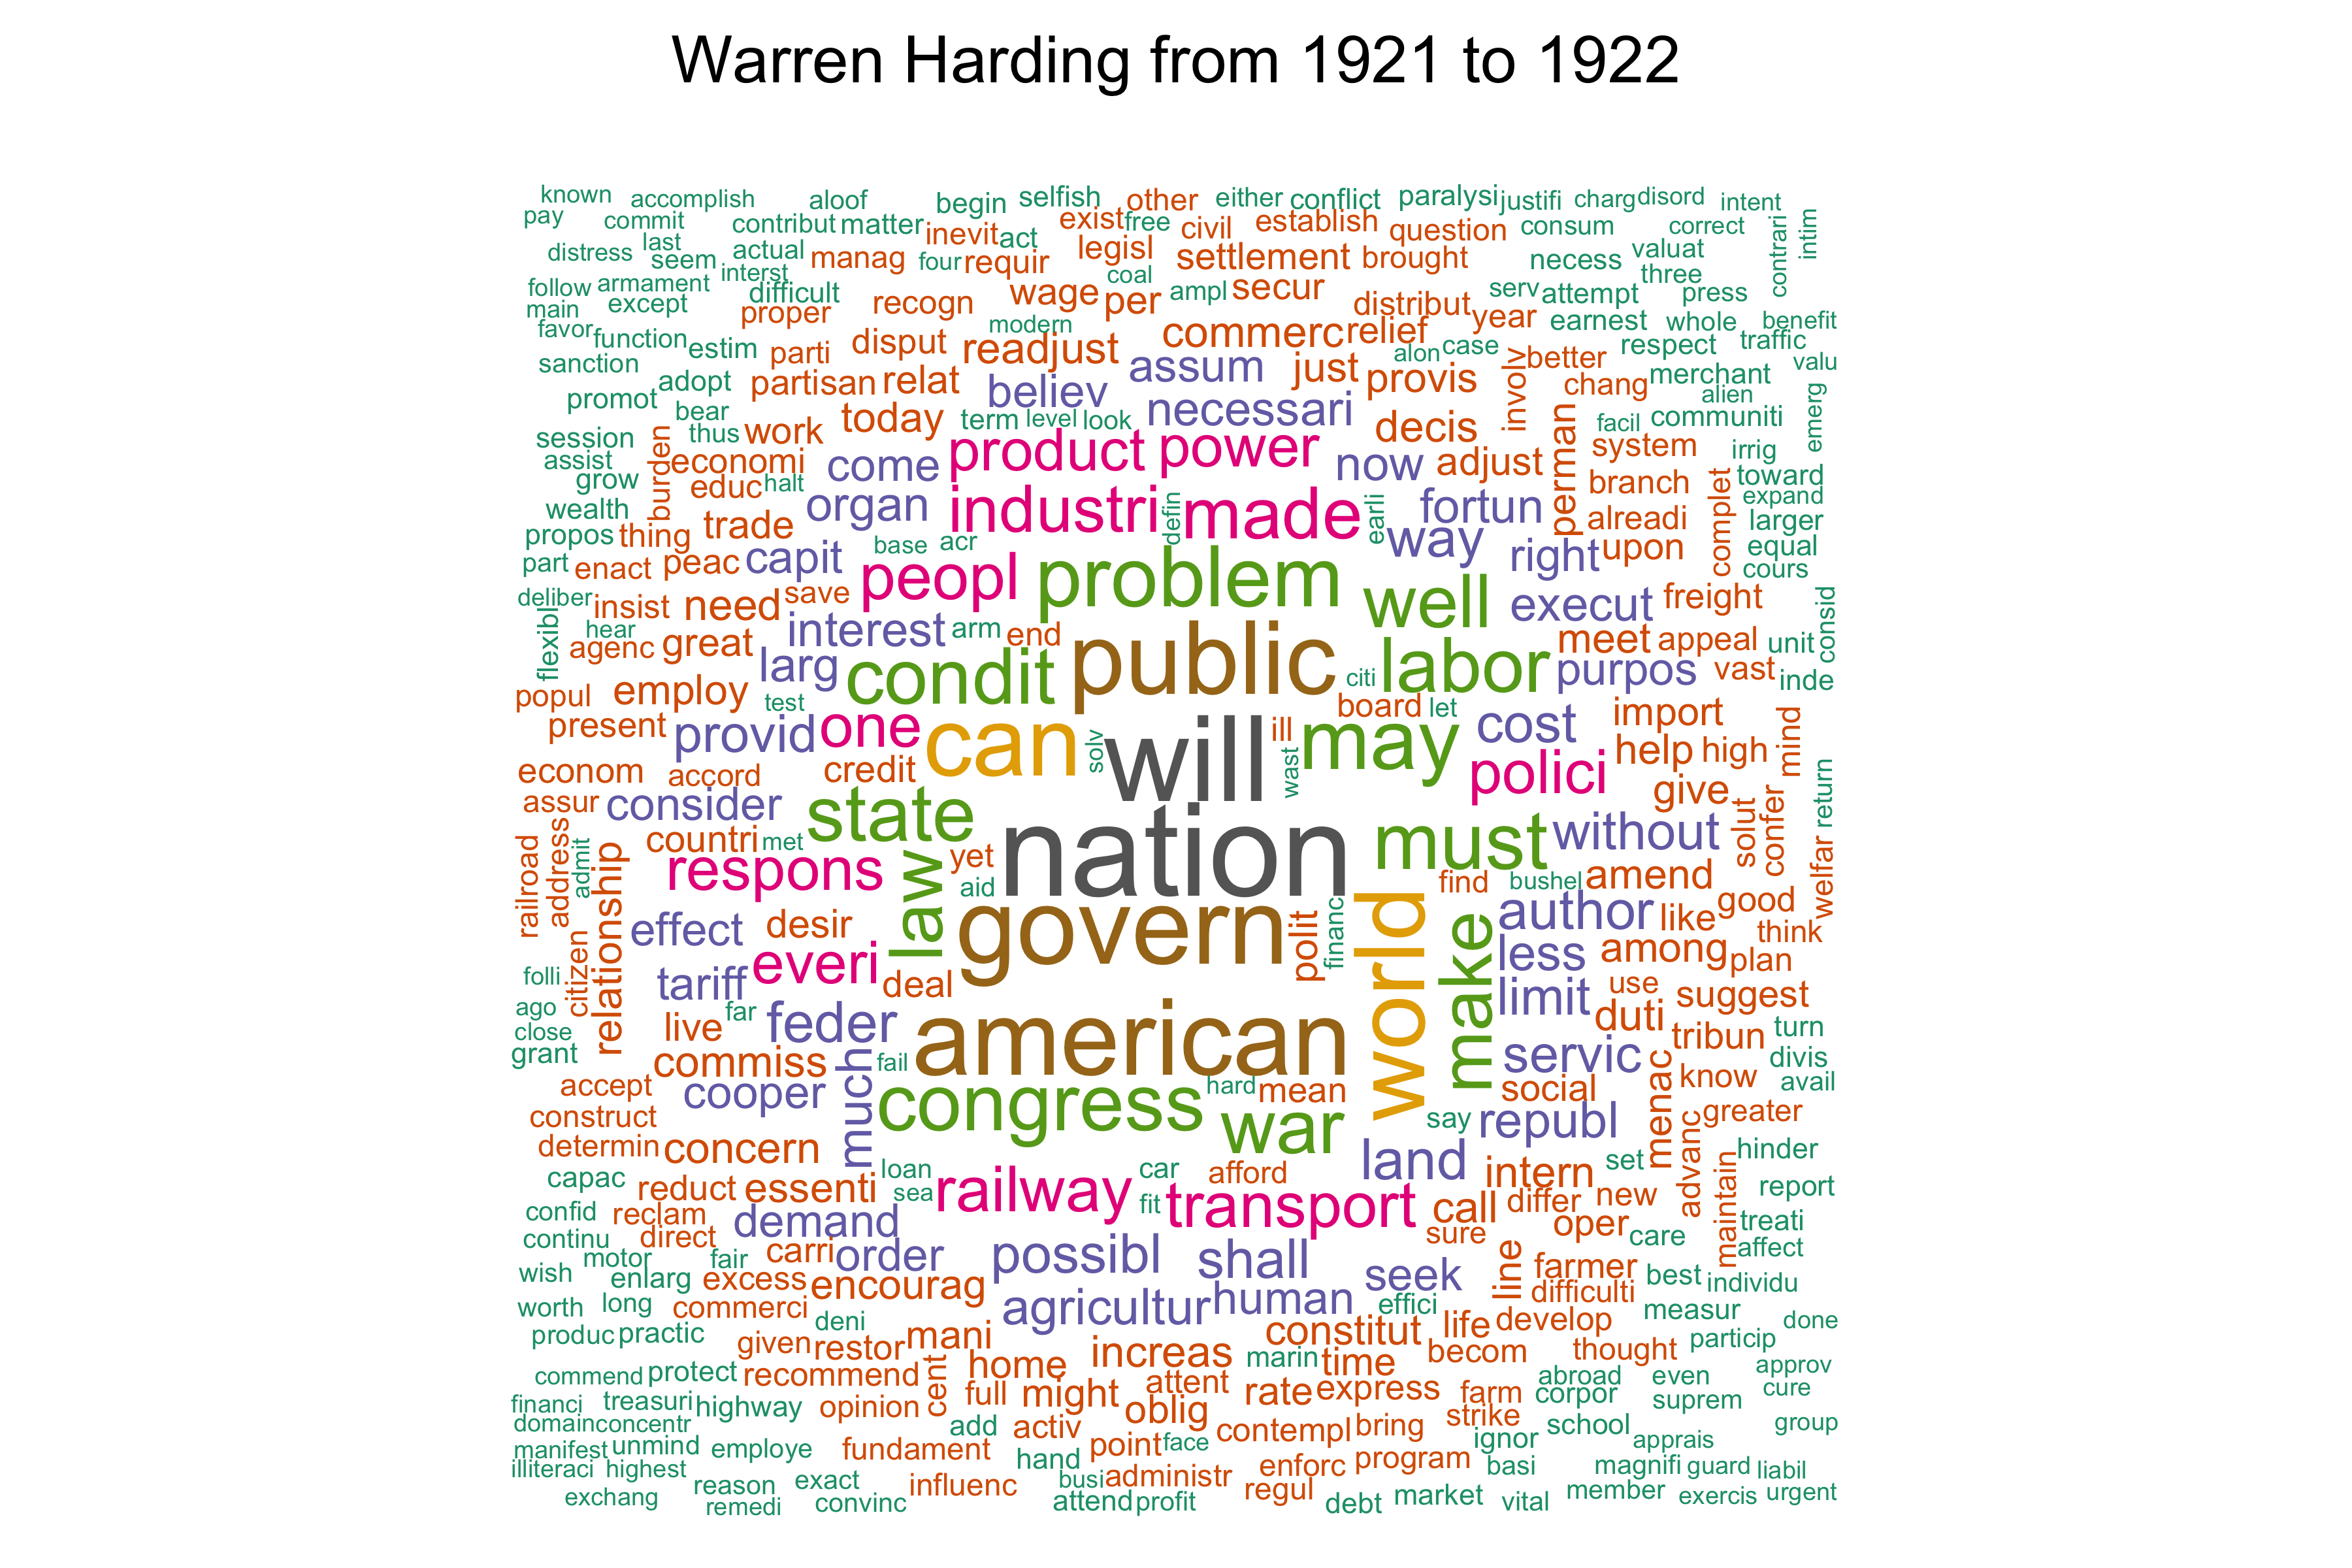 Warren Harding from 1921 to 1922
known accomplish aloof begin selfish other either conflict paralysi justifi charg disord intent
pay commit contribut matter inevit act exist free civil establish question consum correct contrari intim
distress last seem actual interst manag four requir legisl coal settlement brought necess valuat three
follow armament main except difficult proper recogn wage per ampl secur distribut serv attempt press
favor function estim parti disput modern readjust commerc relief year earnest whole benefit
sanction adopt partisan relat believ assum just provis alon case involv better respect traffic valu
promot bear today term level look necessari decis chang merchant alien communiti facil emerg
session thus work product power now adjust perman system irrig
assist grow burden economi educ halt come branch toward
wealth organ industri defin made earli fortun alreadi complet expand larger
propos thing trade base acr way right upon equal
part enact peac capit peopl problem cours
deliber insist need save well execut freight consid
flexibl hear agenc great interest arm end public labor meet appeal unit
popul employ larg condit citi purpos vast inde
present test provid one can solv will ill may board let cost import mind
econom accord credit wast polici help high
assur consider state give return
railroad address admit countri met yet nation must without solut confer welfar
relationship respons law aid find bushel amend
citizen effect desir govern polit financ world make author like good think
folli tariff everi deal less among plan
ago far limit use suggest
close live feder american duti tribun turn
grant commiss much fail servic menac know divis
accept cooper congress hard mean social avail
construct war say republ advanc greater
determin concern land maintain hinder
capac reduct essenti loan sea railway car fit afford transport intern set report
confid reclam demand call differ new treati
continu direct sure oper care affect
wish motor enlarg fair carri order possibl shall seek line farmer best individu
worth long excess commerci encourag agricultur human effici difficulti measur
produc practic deni given restor mani constitut life develop particip done
commend protect recommend cent home increas marin time becom thought approv
financi treasuri highway opinion full might attent rate express farm abroad corpor even suprem cure
domain concentr add activ oblig contempl bring strike school group
manifest unmind employe fundament hand point face ignor apprais
illiteraci highest reason exact influenc busi administr enforc program basi magnifi guard liabil
exchang remedi convinc attend profit regul debt market vital member exercis urgent